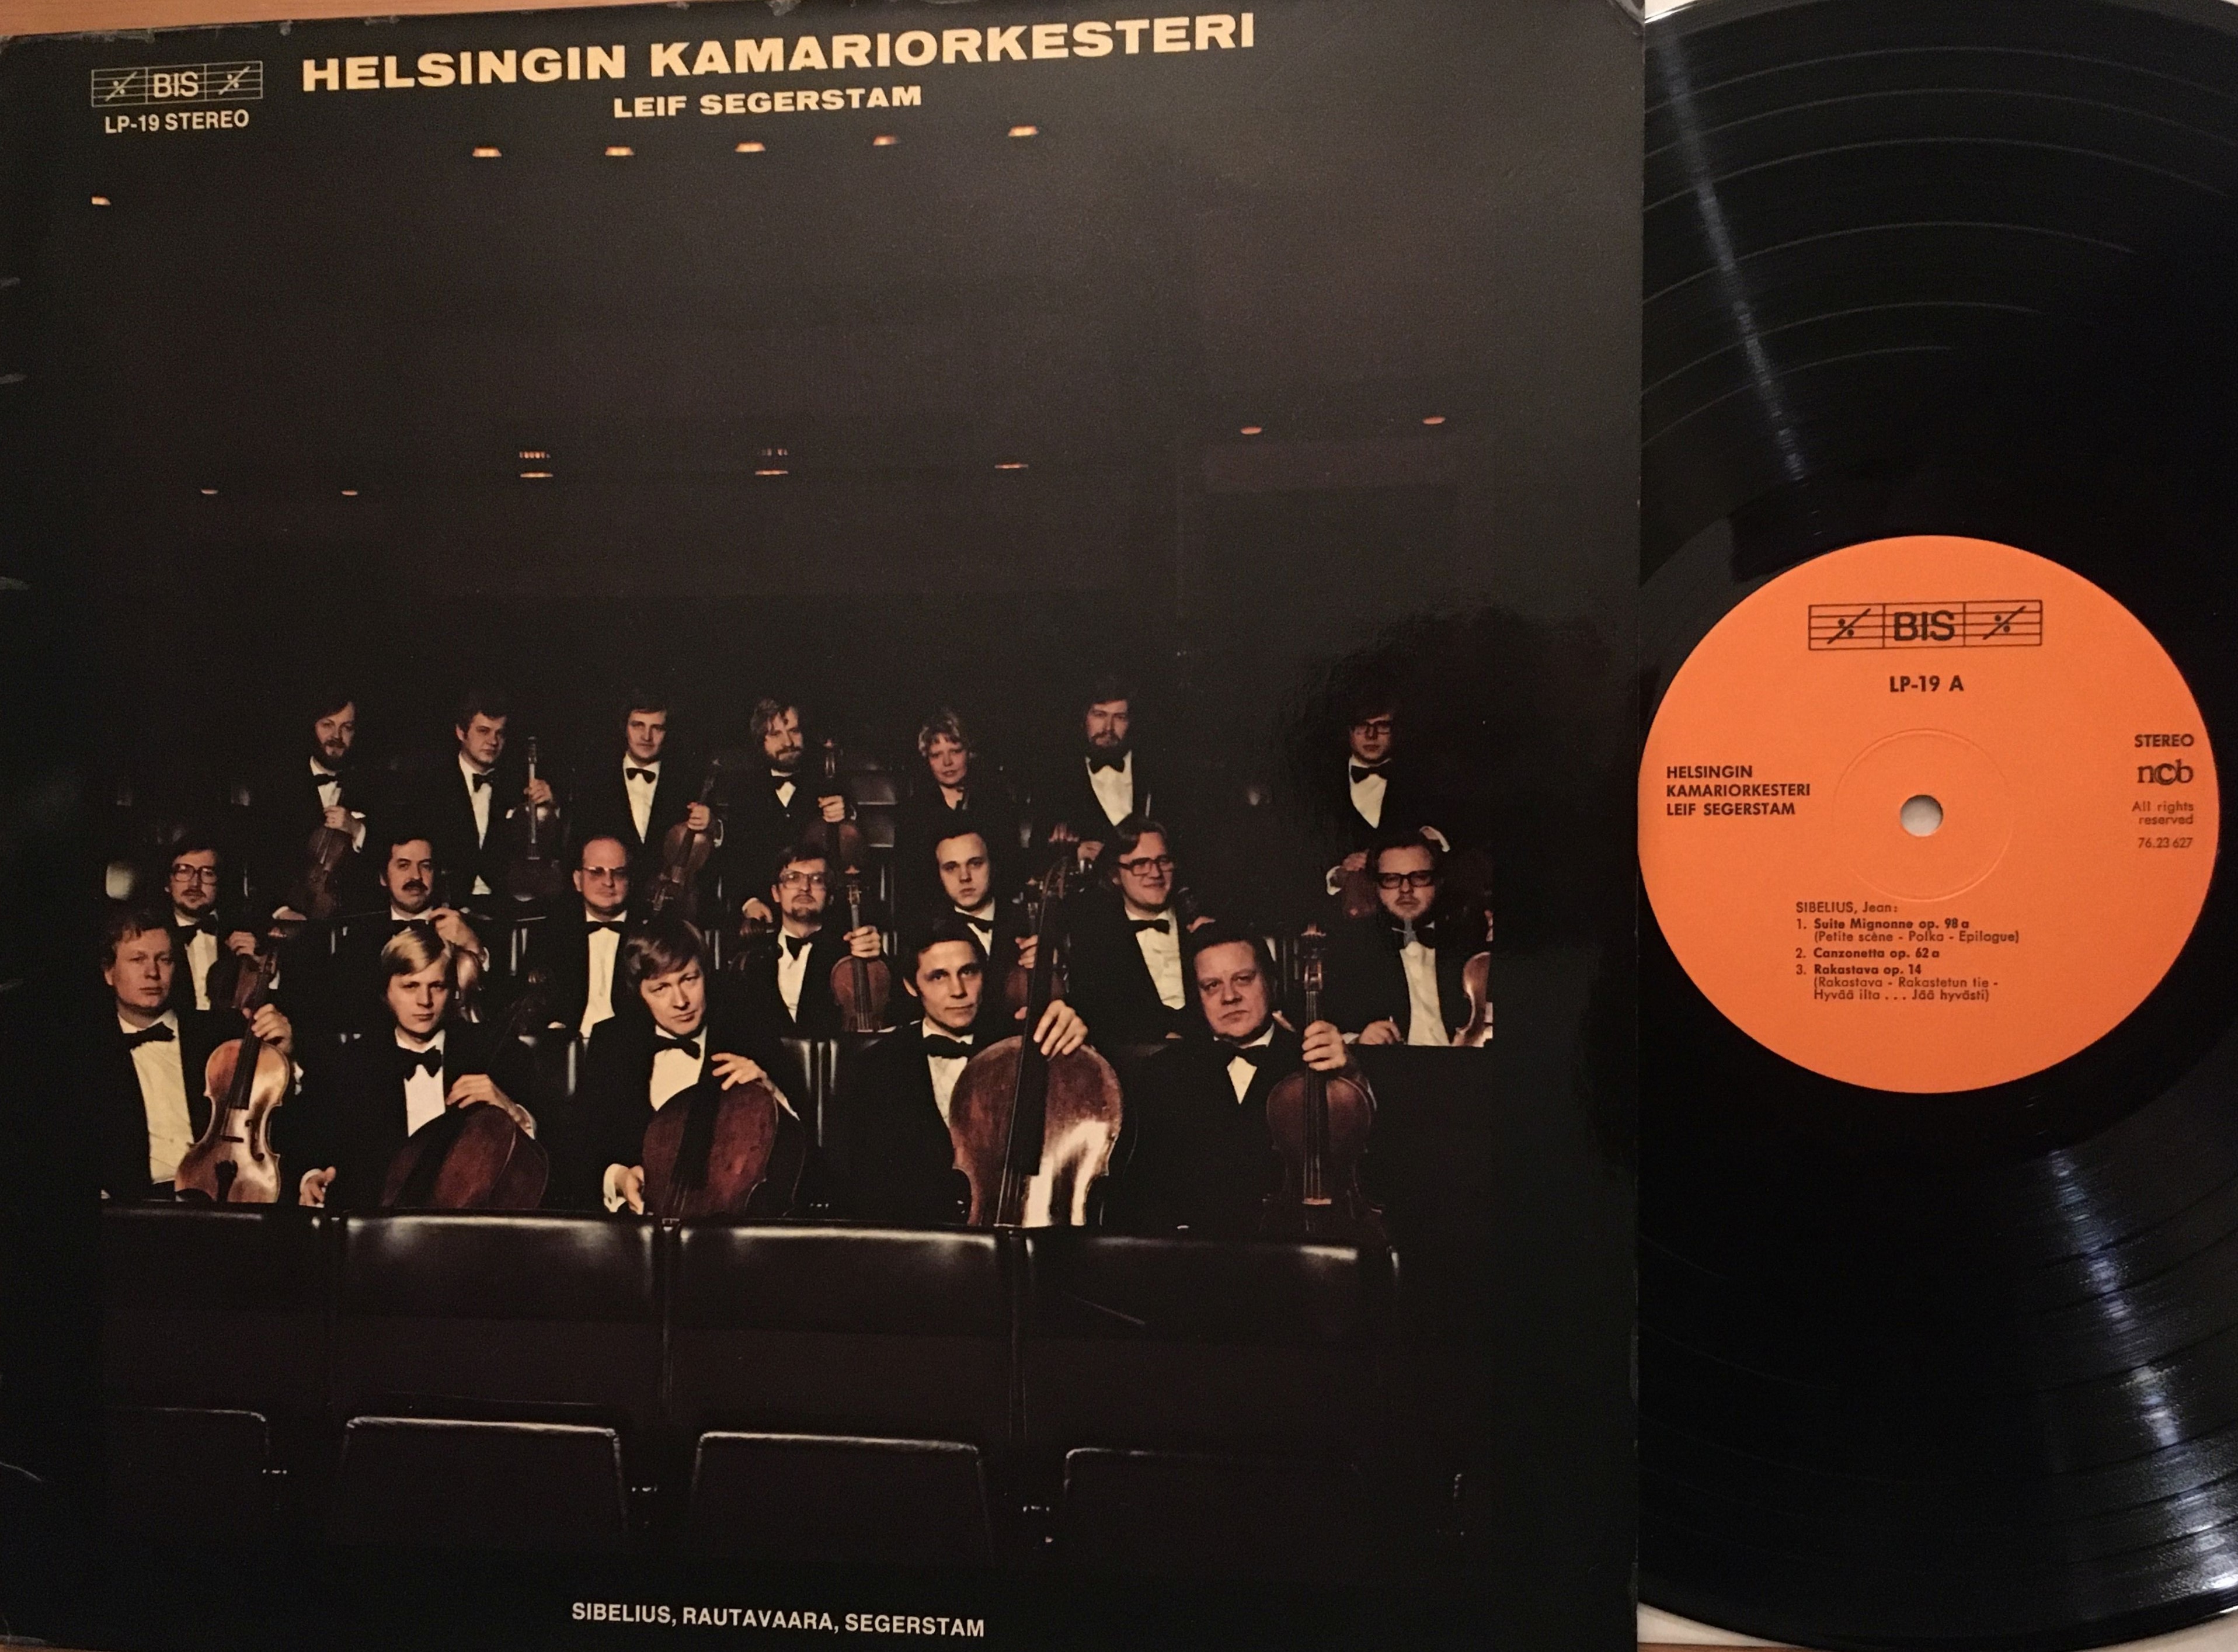 BIS
LP-19 STEREO
HELSINGIN KAMARIORKESTERI
LEIF SEGERSTAM
SIBELIUS, RAUTAVAARA, SEGERSTAM
BIS
LP-19 A
STEREO
ncb
All rights
reserved
76.23 627
HELSINGIN
KAMARIORKESTERI
LEIF SEGERSTAM
SIBELIUS, Jean:
1. Suite Mignonne op. 98 a
(Petite scène - Polka - Epilogue)
2. Canzonetta op. 62 a
3. Rakastava op. 14
(Rakastava - Rakastetun tie -
Hyvää ilta . . . Jää hyvästi)